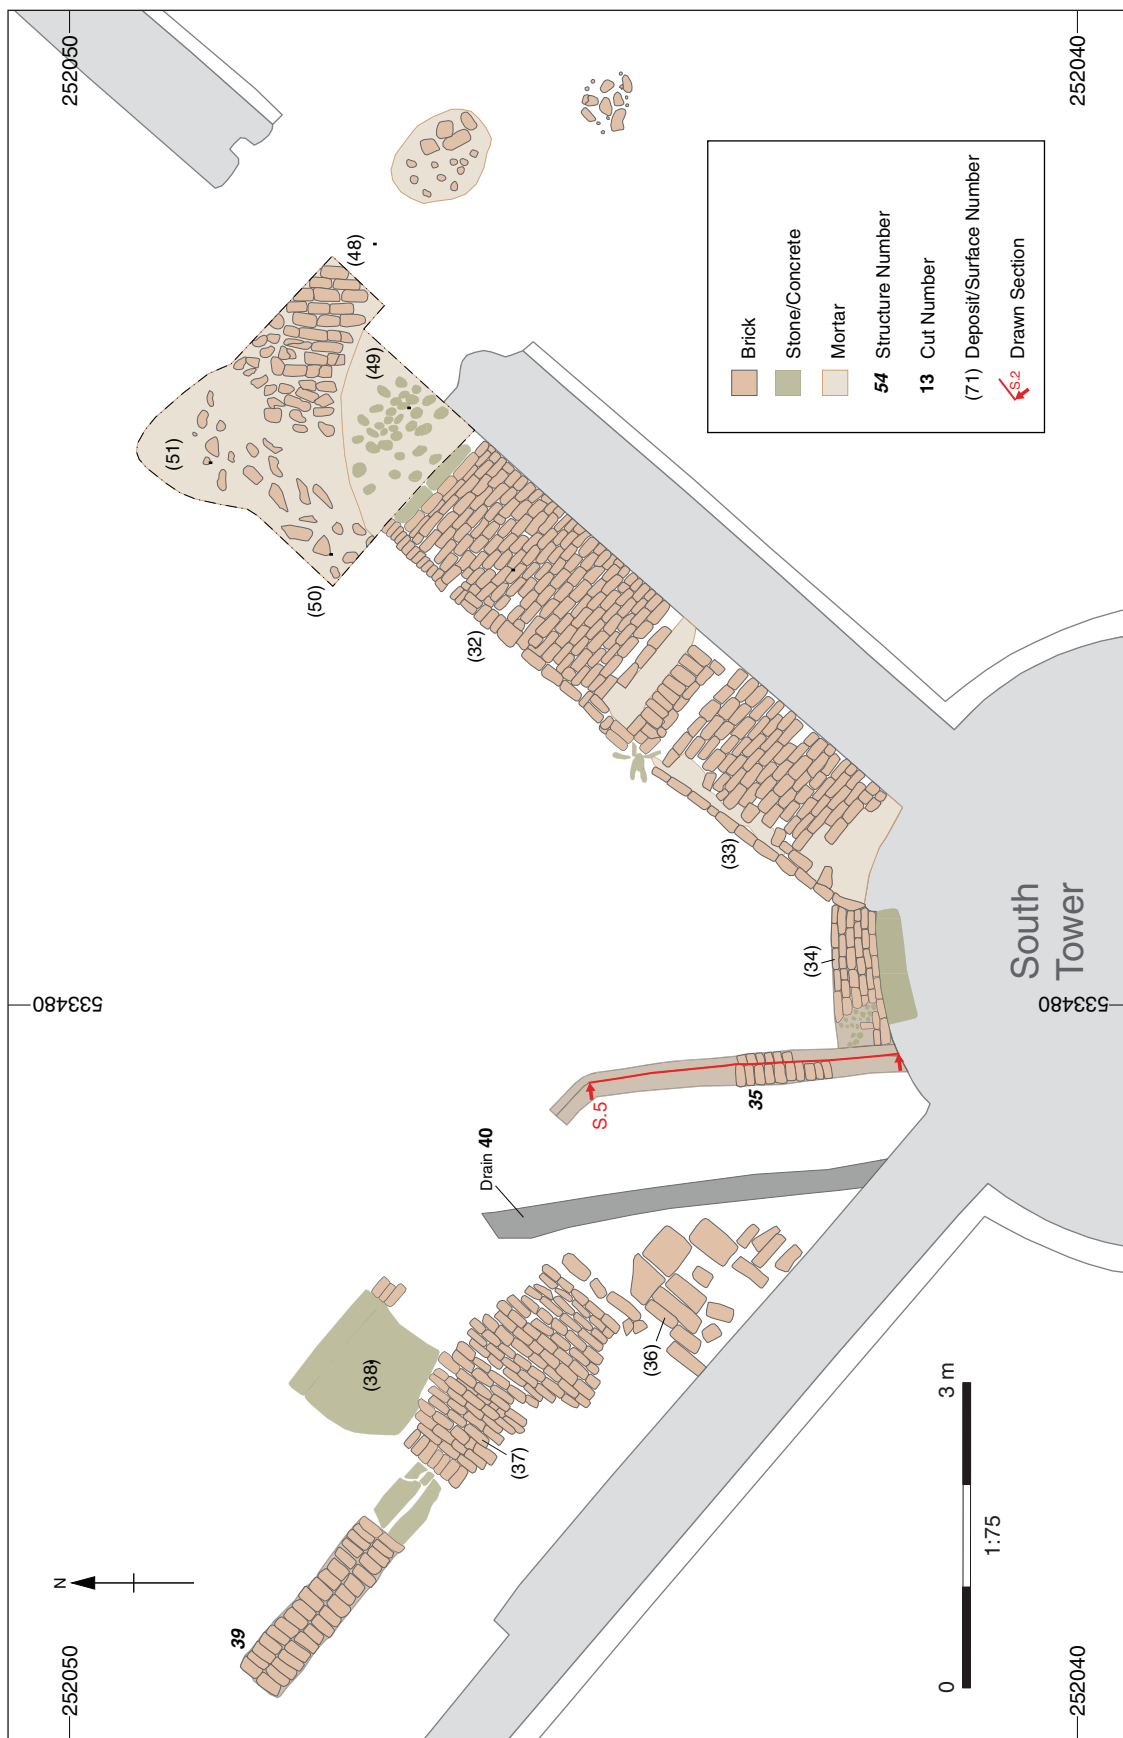 252050
252040
(48)
(49)
(51)
(50)
(32)
(33)
(34)
533480
533480
South
Tower
35
S.5
Drain 40
(36)
(37)
(38)
39
N
252050
252040
Brick
Stone/Concrete
Mortar
54 Structure Number
13 Cut Number
(71) Deposit/Surface Number
S.2 Drawn Section
0
3 m
1:75